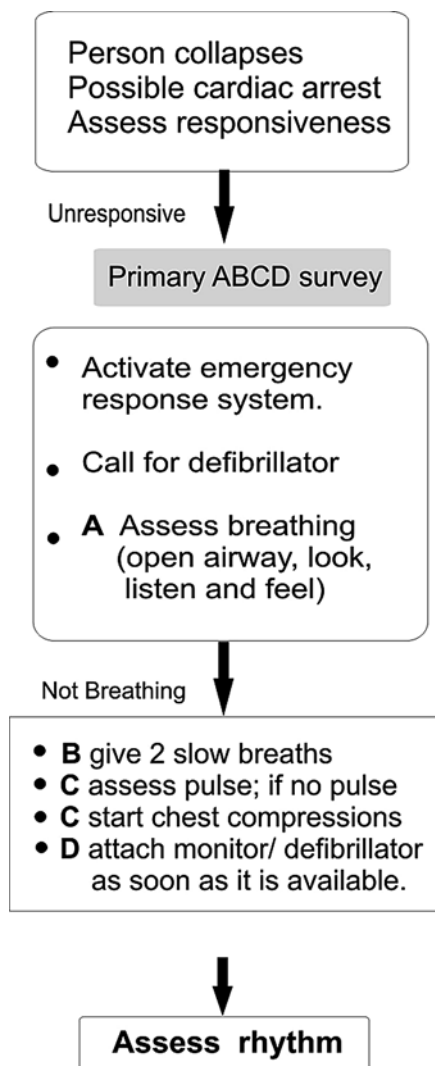 Person collapses
Possible cardiac arrest
Assess responsiveness
Unresponsive
Primary ABCD survey
• Activate emergency
response system.
• Call for defibrillator
• A Assess breathing
(open airway, look,
listen and feel)
Not Breathing
• B give 2 slow breaths
• C assess pulse; if no pulse
• C start chest compressions
• D attach monitor/ defibrillator
as soon as it is available.
Assess rhythm